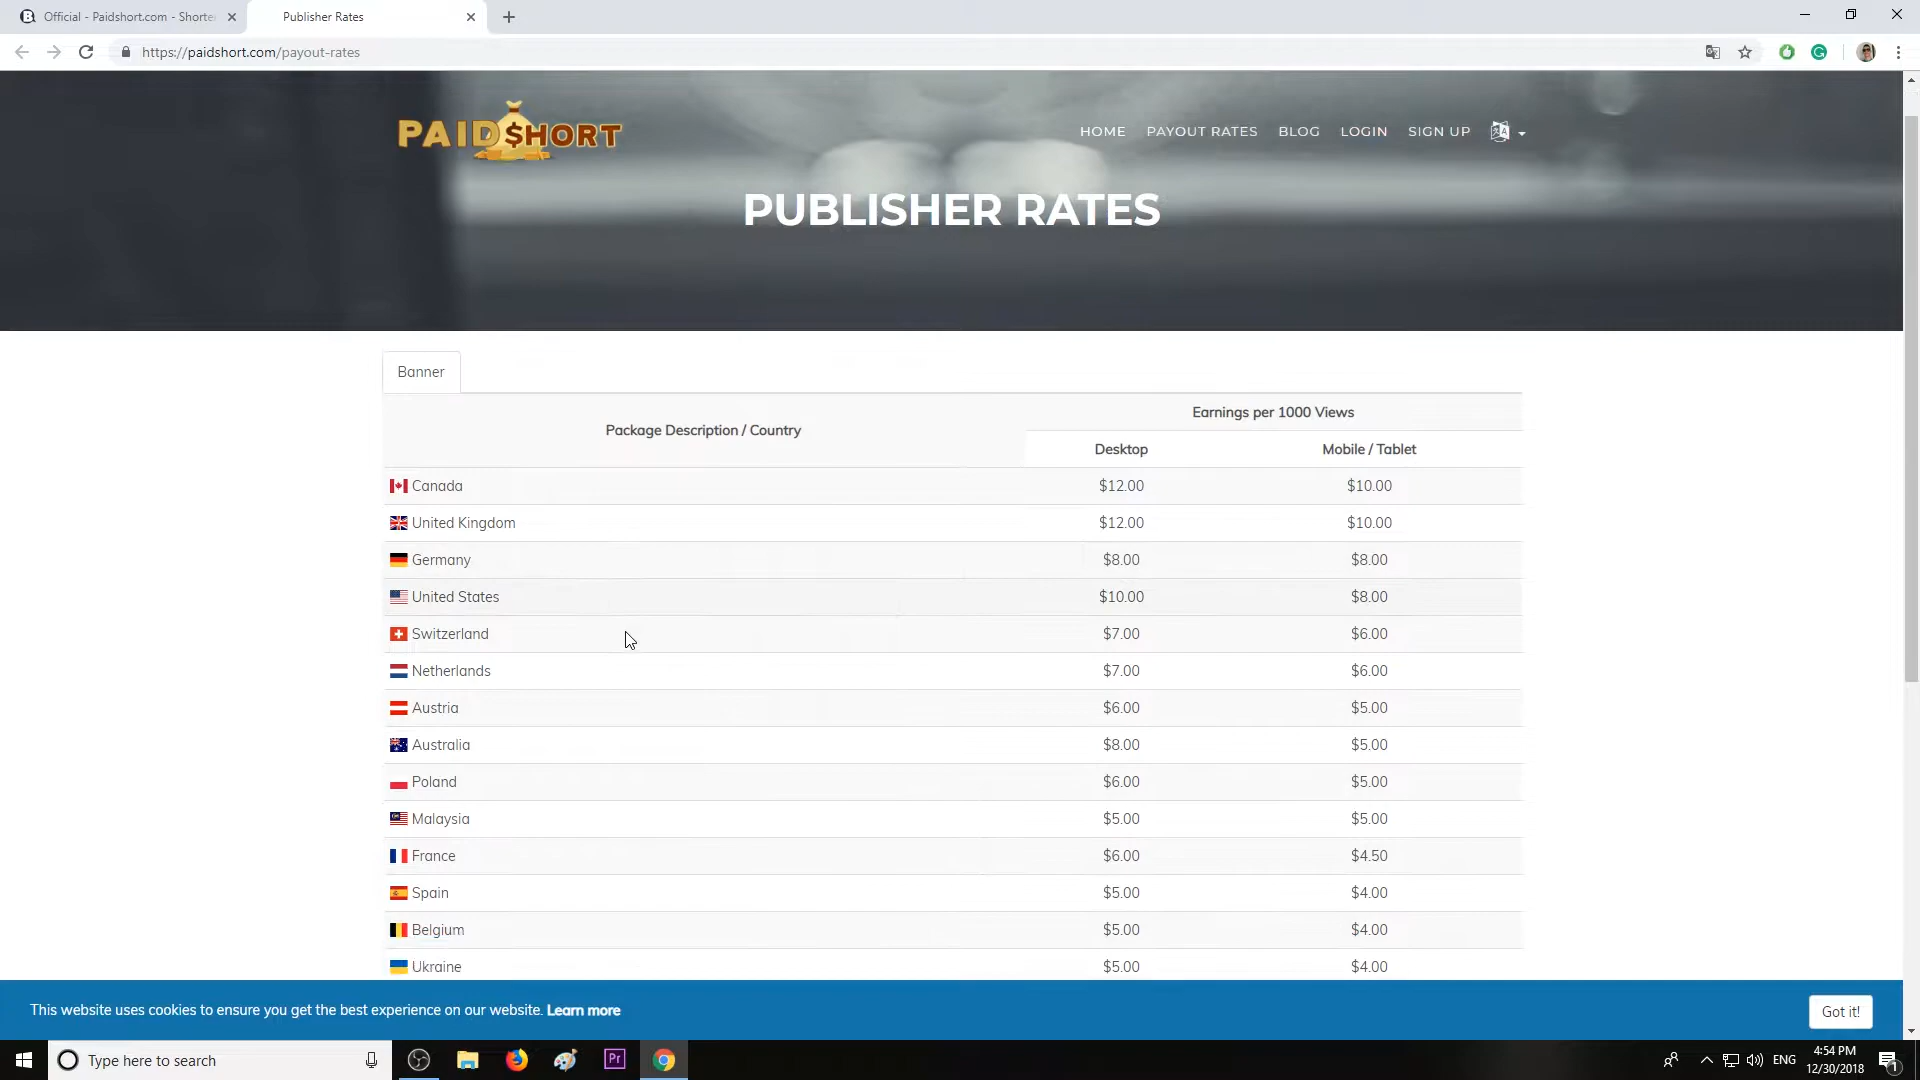 Official - Paidshort.com - Shorte
Publisher Rates
https://paidshort.com/payout-rates
PAID$HORT
HOME PAYOUT RATES BLOG LOGIN SIGN UP
PUBLISHER RATES
Banner
Package Description / Country
Earnings per 1000 Views
Desktop Mobile / Tablet
Canada $12.00 $10.00
United Kingdom $12.00 $10.00
Germany $8.00 $8.00
United States $10.00 $8.00
Switzerland $7.00 $6.00
Netherlands $7.00 $6.00
Austria $6.00 $5.00
Australia $8.00 $5.00
Poland $6.00 $5.00
Malaysia $5.00 $5.00
France $6.00 $4.50
Spain $5.00 $4.00
Belgium $5.00 $4.00
Ukraine $5.00 $4.00
This website uses cookies to ensure you get the best experience on our website. Learn more
Got it!
Type here to search
Pr
ENG
4:54 PM
12/30/2018
1